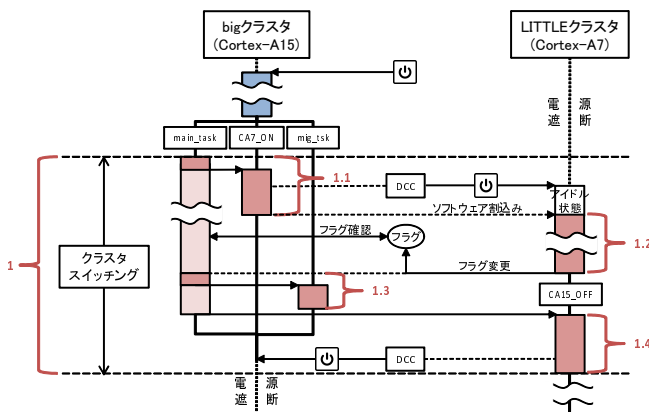 bigクラスタ
(Cortex-A15)
LITTLEクラスタ
(Cortex-A7)
電源
遮断
main_task
CA7_ON
mig_tsk
1.1
DCC
アイドル
状態
ソフトウェア割込み
1.2
フラグ確認
フラグ
クラスタ
スイッチング
1
フラグ変更
1.3
CA15_OFF
1.4
DCC
電源
遮断